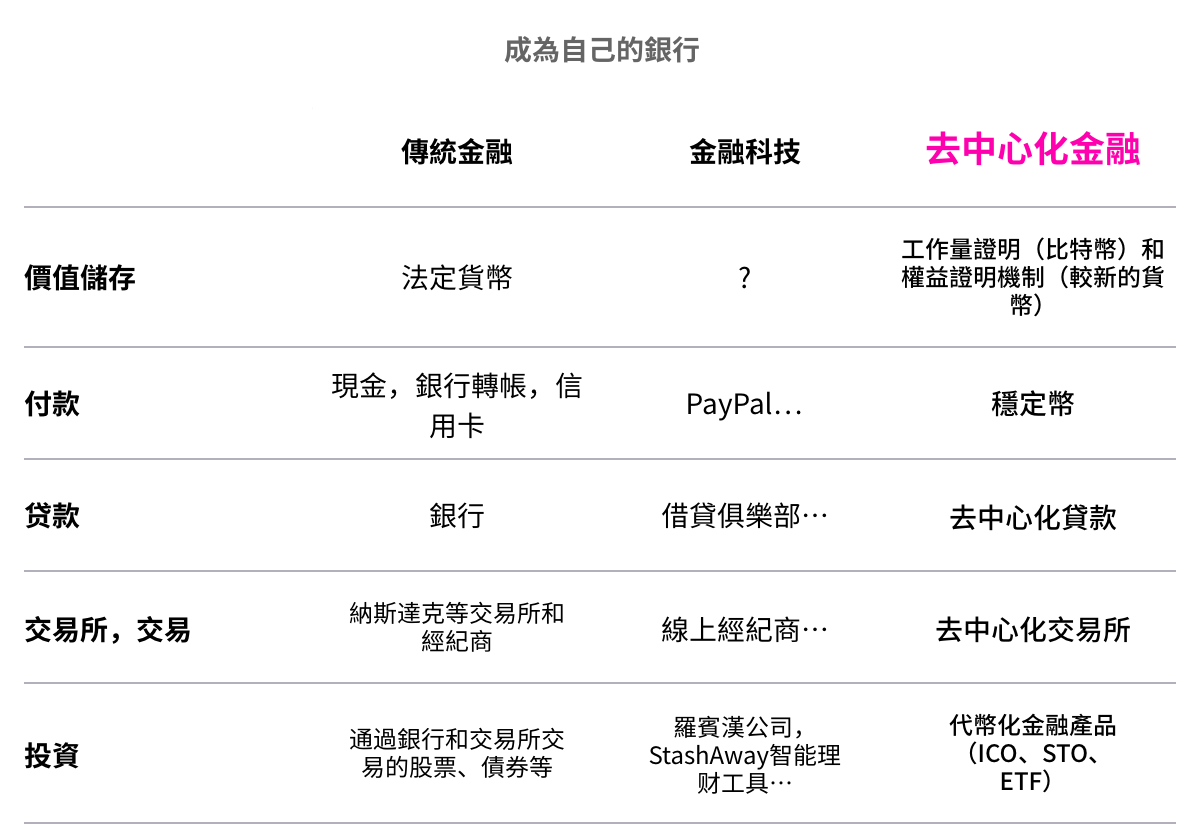 成為自己的銀行
傳統金融 金融科技 去中心化金融
工作量證明（比特幣）和
價值儲存 法定貨幣 ? 權益證明機制（較新的貨
幣）
現金，銀行轉帳，信
付款 PayPal… 穩定幣
用卡
贷款 銀行 借貸俱樂部… 去中心化貸款
納斯達克等交易所和
交易所，交易 線上經紀商… 去中心化交易所
經紀商
羅賓漢公司， 代幣化金融產品
通過銀行和交易所交
投資 StashAway智能理 （ICO、STO、
易的股票、債券等
财工具… ETF）